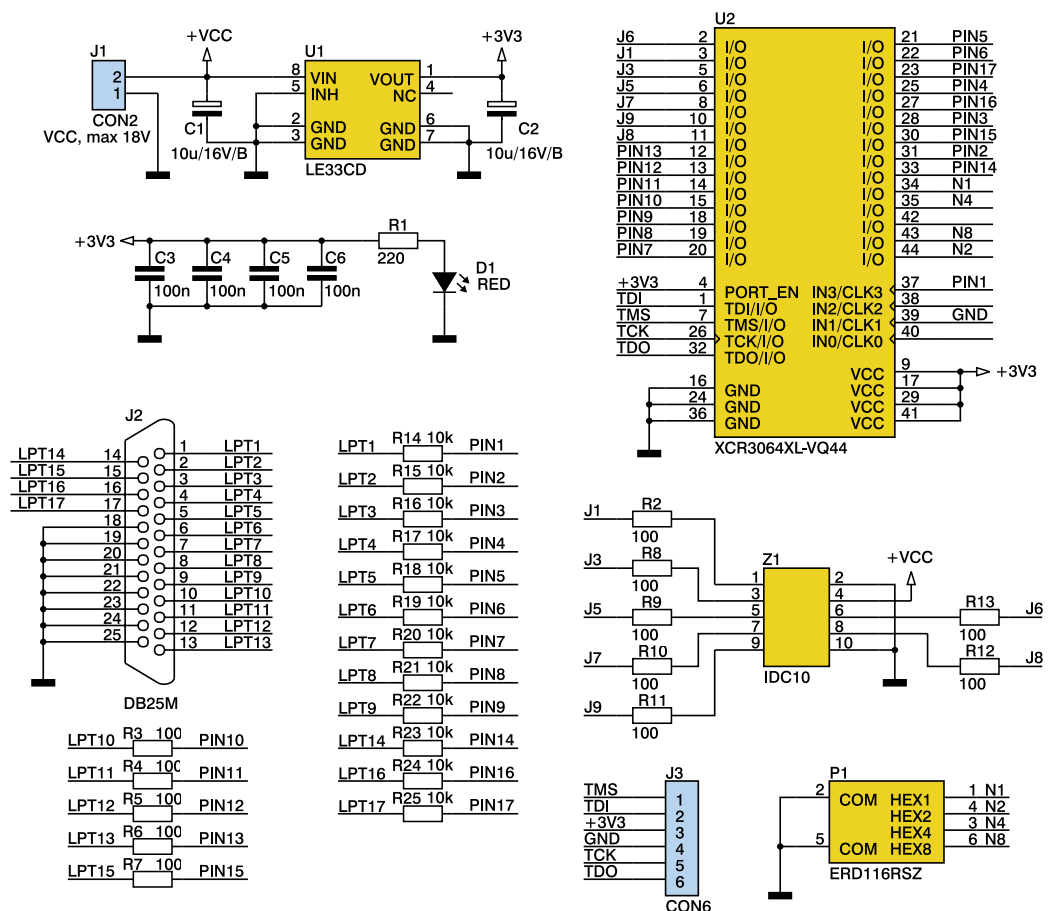 J1
2
1
CON2
VCC, max 18V
+VCC
C1
10u/16V/B
U1
8 VIN VOUT 1
5 INH NC 4
2 GND GND 6
3 GND GND 7
LE33CD
+3V3
C2
10u/16V/B
+3V3
C3 C4 C5 C6
100n 100n 100n 100n
R1
220
D1
RED
U2
J6 2 I/O I/O 21 PIN5
J1 3 I/O I/O 22 PIN6
J3 5 I/O I/O 23 PIN17
J5 6 I/O I/O 25 PIN4
J7 8 I/O I/O 27 PIN16
J9 10 I/O I/O 28 PIN3
J8 11 I/O I/O 30 PIN15
PIN13 12 I/O I/O 31 PIN2
PIN12 13 I/O I/O 33 PIN14
PIN11 14 I/O I/O 34 N1
PIN10 15 I/O I/O 35 N4
PIN9 18 I/O I/O 42
PIN8 19 I/O I/O 43 N8
PIN7 20 I/O I/O 44 N2
+3V3 4 PORT_EN IN3/CLK3 37 PIN1
TDI 1 TDI/I/O IN2/CLK2 38
TMS 7 TMS/I/O IN1/CLK1 39 GND
TCK 26 TCK/I/O IN0/CLK0 40
TDO 32 TDO/I/O
VCC 9 +3V3
16 GND VCC 17
24 GND VCC 29
36 GND VCC 41
XCR3064XL-VQ44
J2
1 LPT1
LPT14 14
2 LPT2
LPT15 15
3 LPT3
LPT16 16
4 LPT4
LPT17 17
5 LPT5
18
6 LPT6
19
7 LPT7
20
8 LPT8
21
9 LPT9
22
10 LPT10
23
11 LPT11
24
12 LPT12
25
13 LPT13
DB25M
LPT10 R3 100 PIN10
LPT11 R4 100 PIN11
LPT12 R5 100 PIN12
LPT13 R6 100 PIN13
LPT15 R7 100 PIN15
LPT1 R14 10k PIN1
LPT2 R15 10k PIN2
LPT3 R16 10k PIN3
LPT4 R17 10k PIN4
LPT5 R18 10k PIN5
LPT6 R19 10k PIN6
LPT7 R20 10k PIN7
LPT8 R21 10k PIN8
LPT9 R22 10k PIN9
LPT14 R23 10k PIN14
LPT16 R24 10k PIN16
LPT17 R25 10k PIN17
J1 R2
100
J3 R8
100
J5 R9
100
J7 R10
100
J9 R11
100
Z1
1 2
3 4
5 6
7 8
9 10
IDC10
+VCC
R13 J6
100
R12 J8
100
J3
TMS 1
TDI 2
+3V3 3
GND 4
TCK 5
TDO 6
CON6
P1
2 COM HEX1 1 N1
HEX2 4 N2
HEX4 3 N4
5 COM HEX8 6 N8
ERD116RSZ